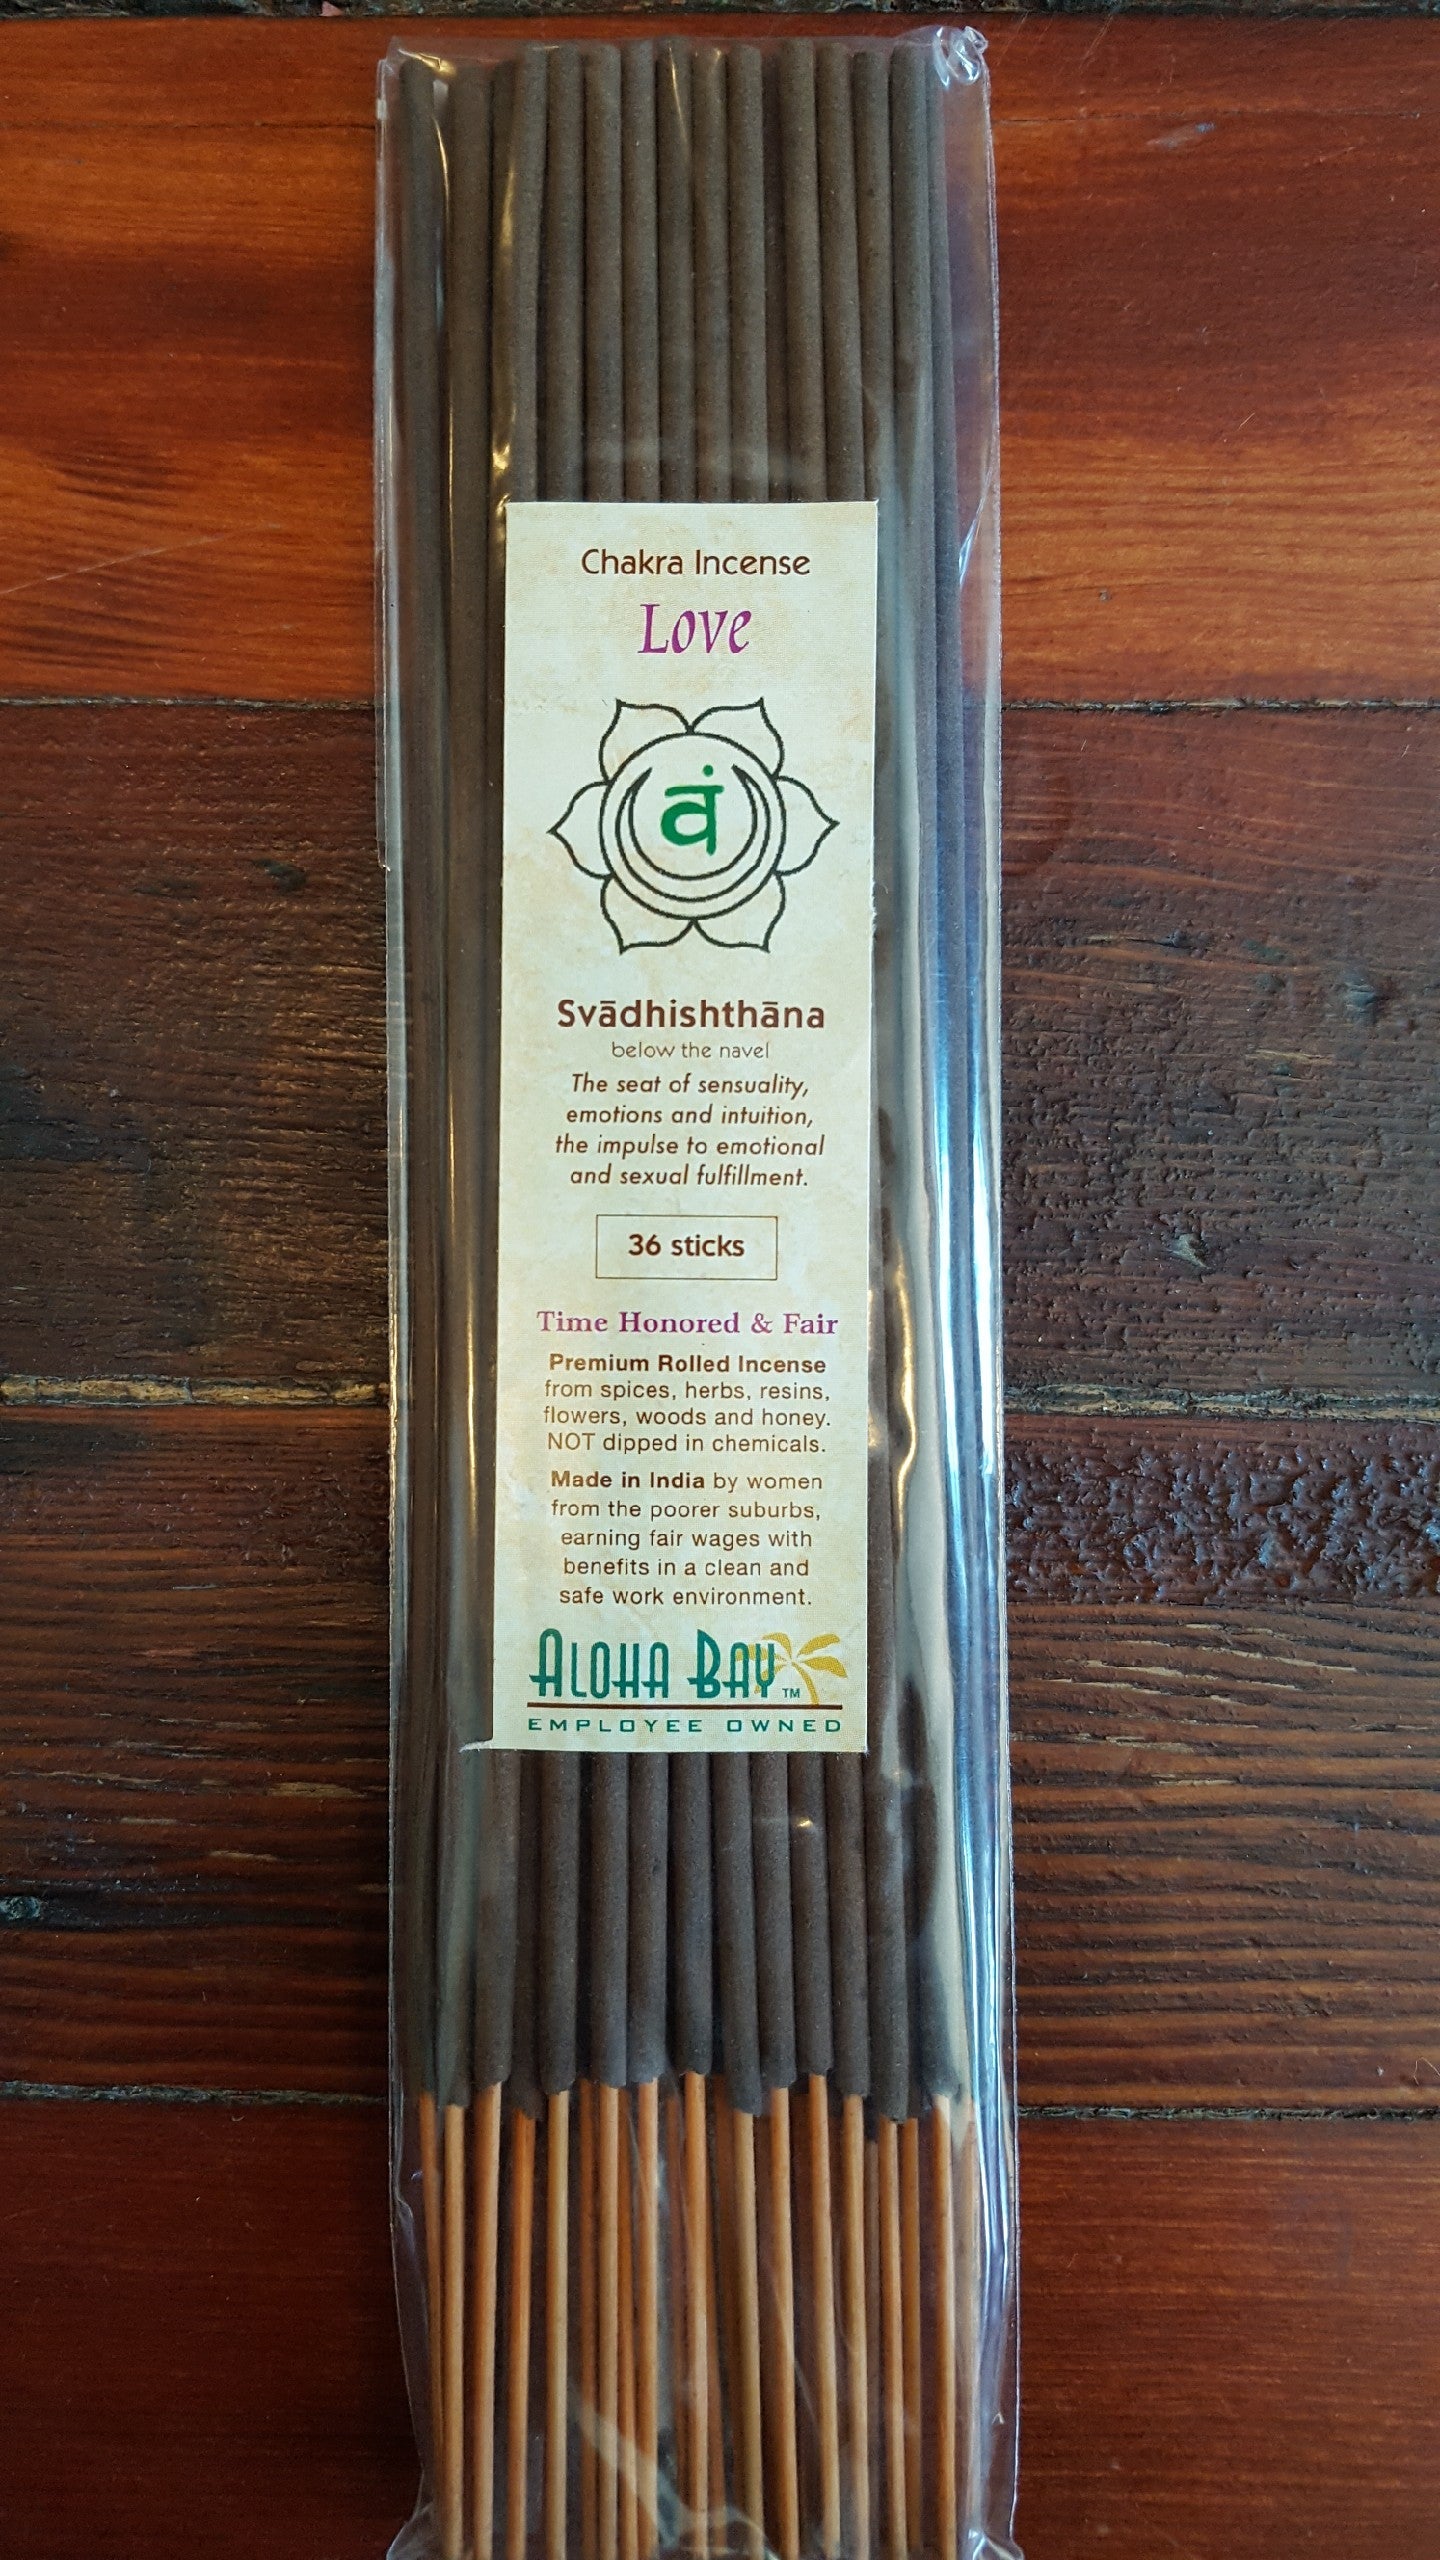 Chakra Incense
Love
वं
Svādhishthāna
below the navel
The seat of sensuality,
emotions and intuition,
the impulse to emotional
and sexual fulfillment.
36 sticks
Time Honored & Fair
Premium Rolled Incense
from spices, herbs, resins,
flowers, woods and honey.
NOT dipped in chemicals.
Made in India by women
from the poorer suburbs,
earning fair wages with
benefits in a clean and
safe work environment.
ALOHA BAY™
EMPLOYEE OWNED